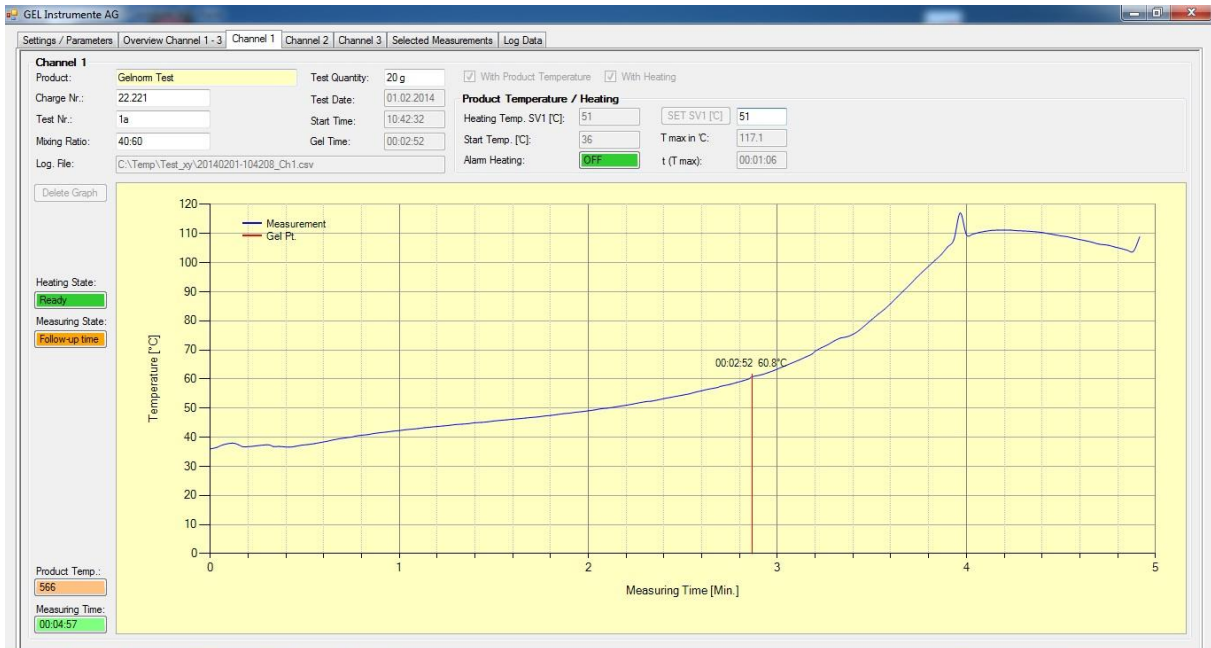 GEL Instrumente AG
Settings / Parameters Overview Channel 1 - 3 Channel 1 Channel 2 Channel 3 Selected Measurements Log Data
Channel 1
Product: Gelnorm Test Test Quantity: 20 g With Product Temperature With Heating
Charge Nr.: 22.221 Test Date: 01.02.2014 Product Temperature / Heating
Test Nr.: 1a Start Time: 10:42:32 Heating Temp. SV1 [°C]: 51 SET SV1 [°C] 51
Mixing Ratio: 40:60 Gel Time: 00:02:52 Start Temp. [°C]: 36 T max in °C: 117.1
Log. File: C:\Temp\Test_xy\20140201-104208_Ch1.csv Alarm Heating: OFF t (T max): 00:01:06
Delete Graph
Measurement
Gel Pt.
Heating State:
Ready
Measuring State:
Follow-up time
Product Temp.:
566
Measuring Time:
00:04:57
Temperature [°C]
120
110
100
90
80
70
60
50
40
30
20
10
0
00:02:52 60.8°C
0 1 2 3 4 5
Measuring Time [Min.]